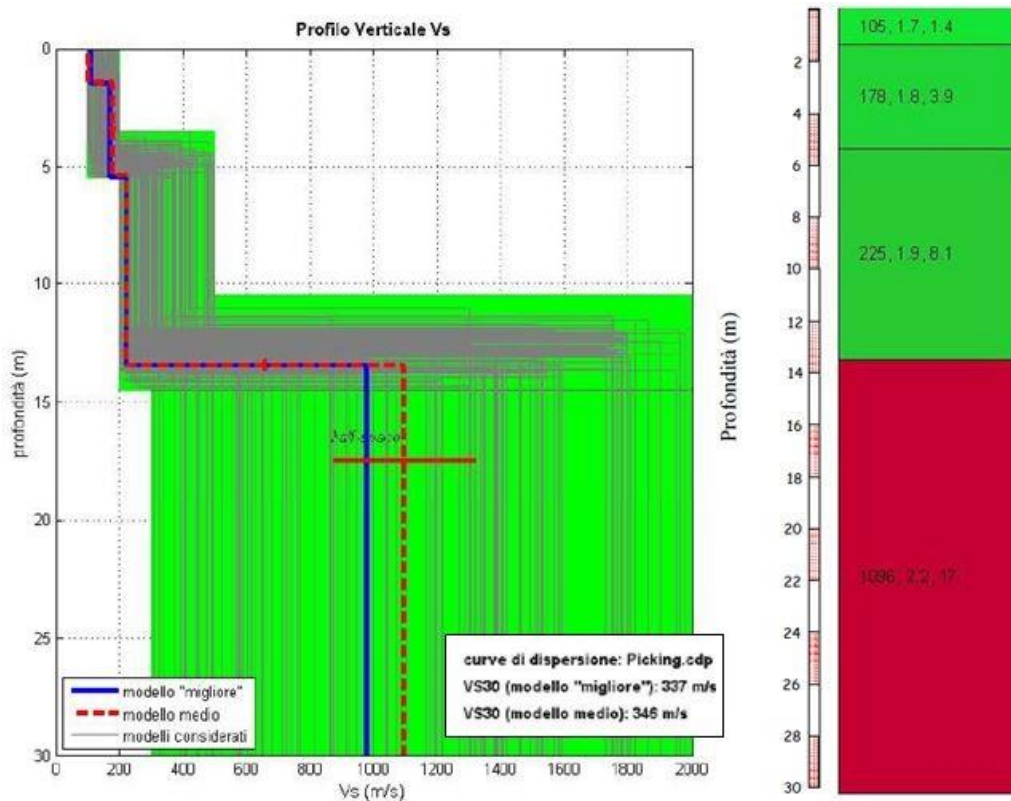 Profilo Verticale Vs
0
5
10
15
20
25
30
profondità (m)
0 200 400 600 800 1000 1200 1400 1600 1800 2000
Vs (m/s)
modello "migliore"
modello medio
modelli considerati
curve di dispersione: Picking.cdp
VS30 (modello "migliore"): 337 m/s
VS30 (modello medio): 346 m/s
Profondità (m)
2
4
6
8
10
12
14
16
18
20
22
24
26
28
30
105, 1.7, 1.4
178, 1.8, 3.9
225, 1.9, 8.1
1096, 2.2, 17